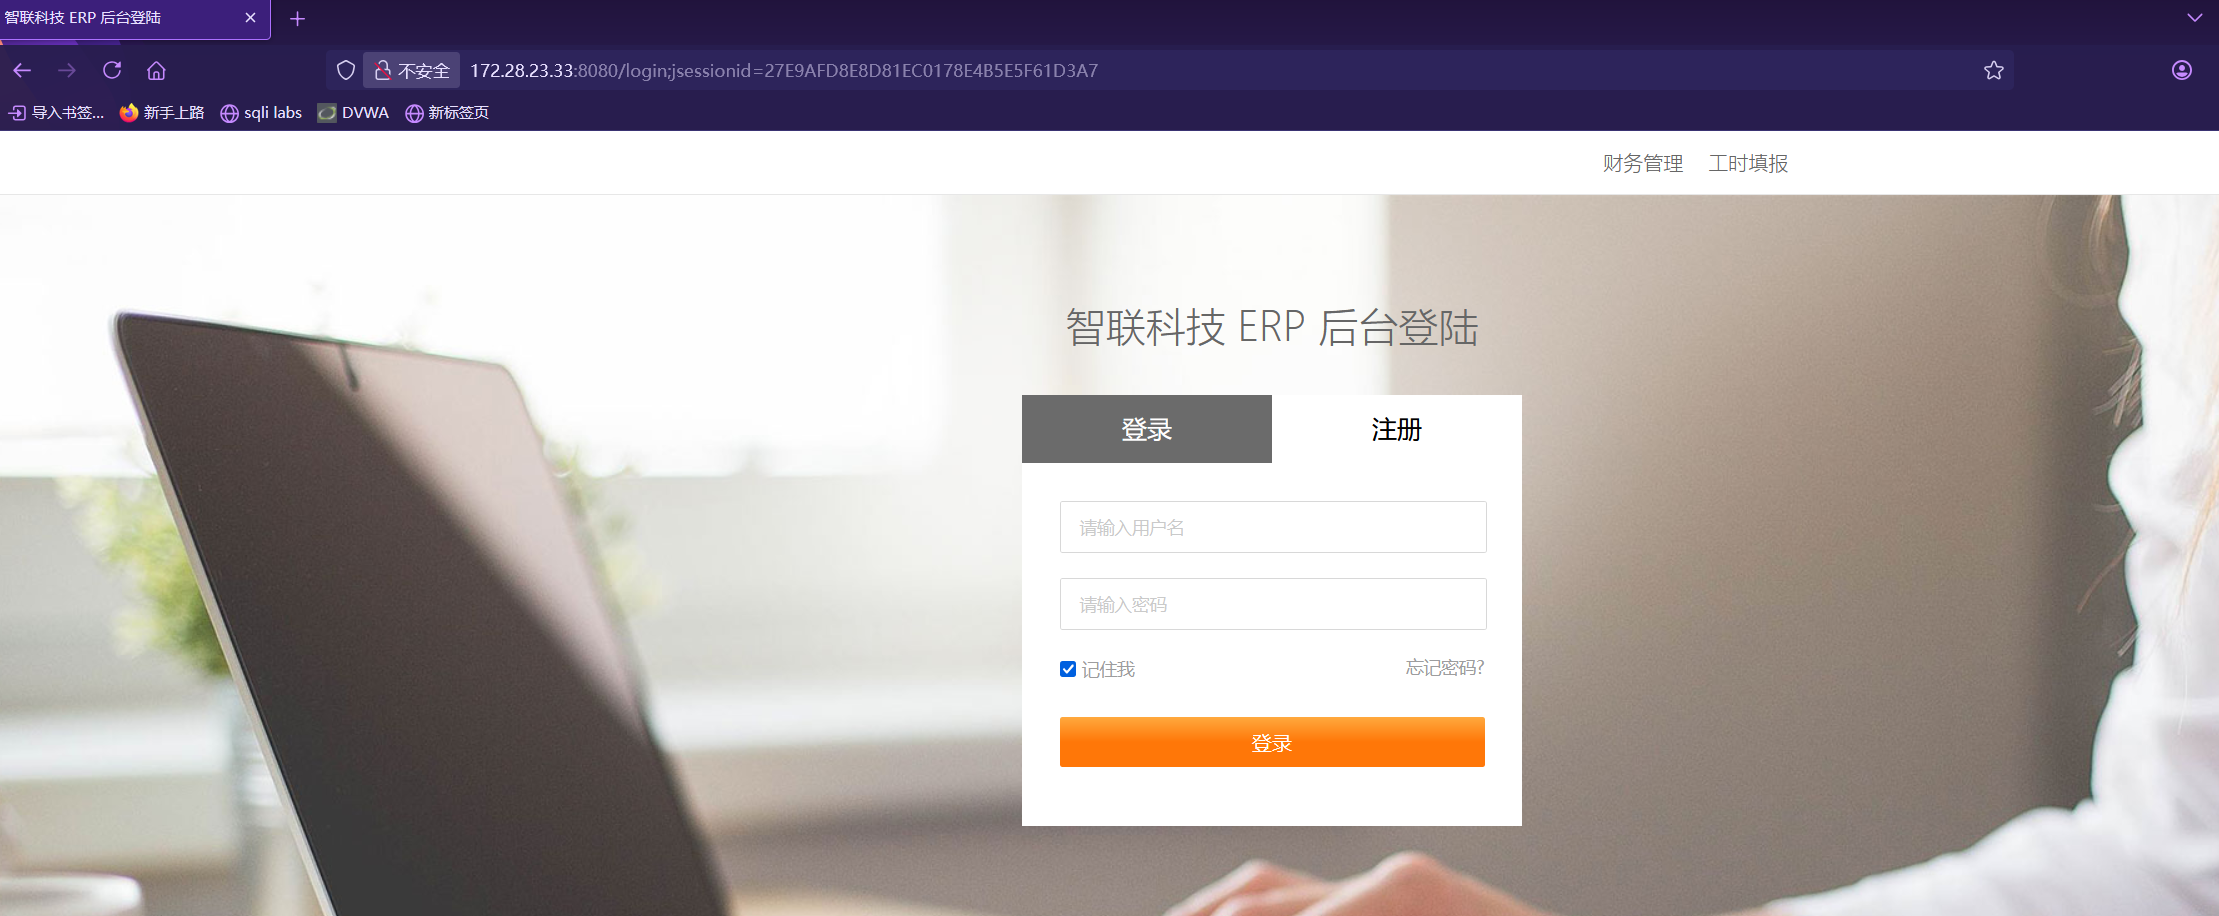 智联科技 ERP 后台登陆
不安全 172.28.23.33:8080/login;jsessionid=27E9AFD8E8D81EC0178E4B5E5F61D3A7
导入书签... 新手上路 sqli labs DVWA 新标签页
财务管理 工时填报
智联科技 ERP 后台登陆
登录 注册
请输入用户名
请输入密码
记住我 忘记密码?
登录